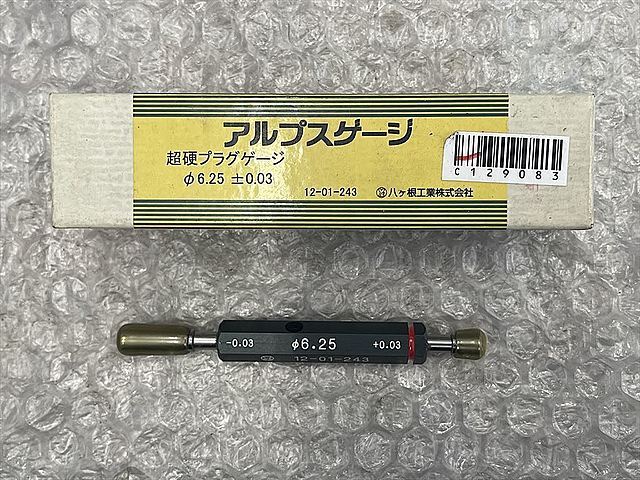 アルプスゲージ
超硬プラグゲージ
φ6.25 ±0.03
12-01-243
八ヶ根工業株式会社
C129083
-0.03
φ6.25
+0.03
12-01-243